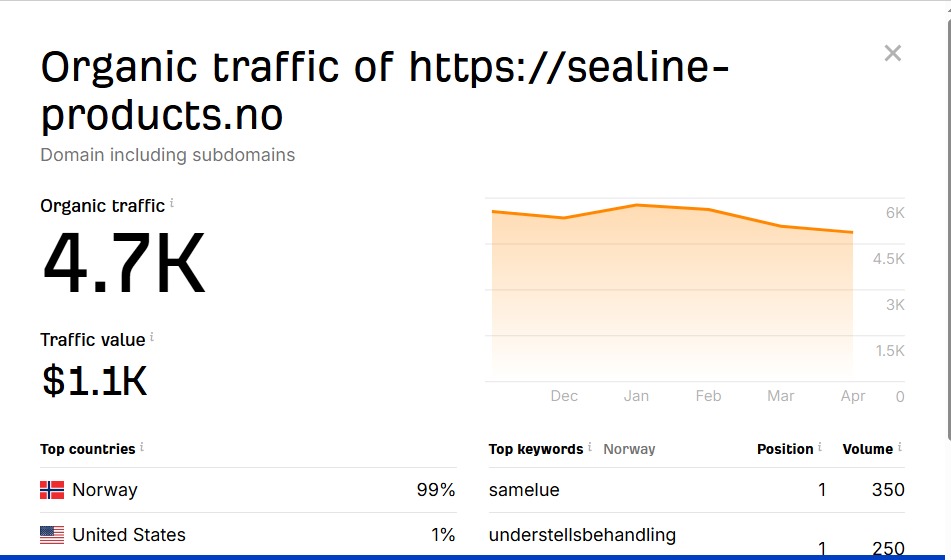 Organic traffic of https://sealine-
products.no
Domain including subdomains
Organic traffic i
4.7K
Traffic value i
$1.1K
6K
4.5K
3K
1.5K
0
Dec Jan Feb Mar Apr
Top countries i
Norway 99%
United States 1%
Top keywords i Norway Position i Volume i
samelue 1 350
understellsbehandling 1 250